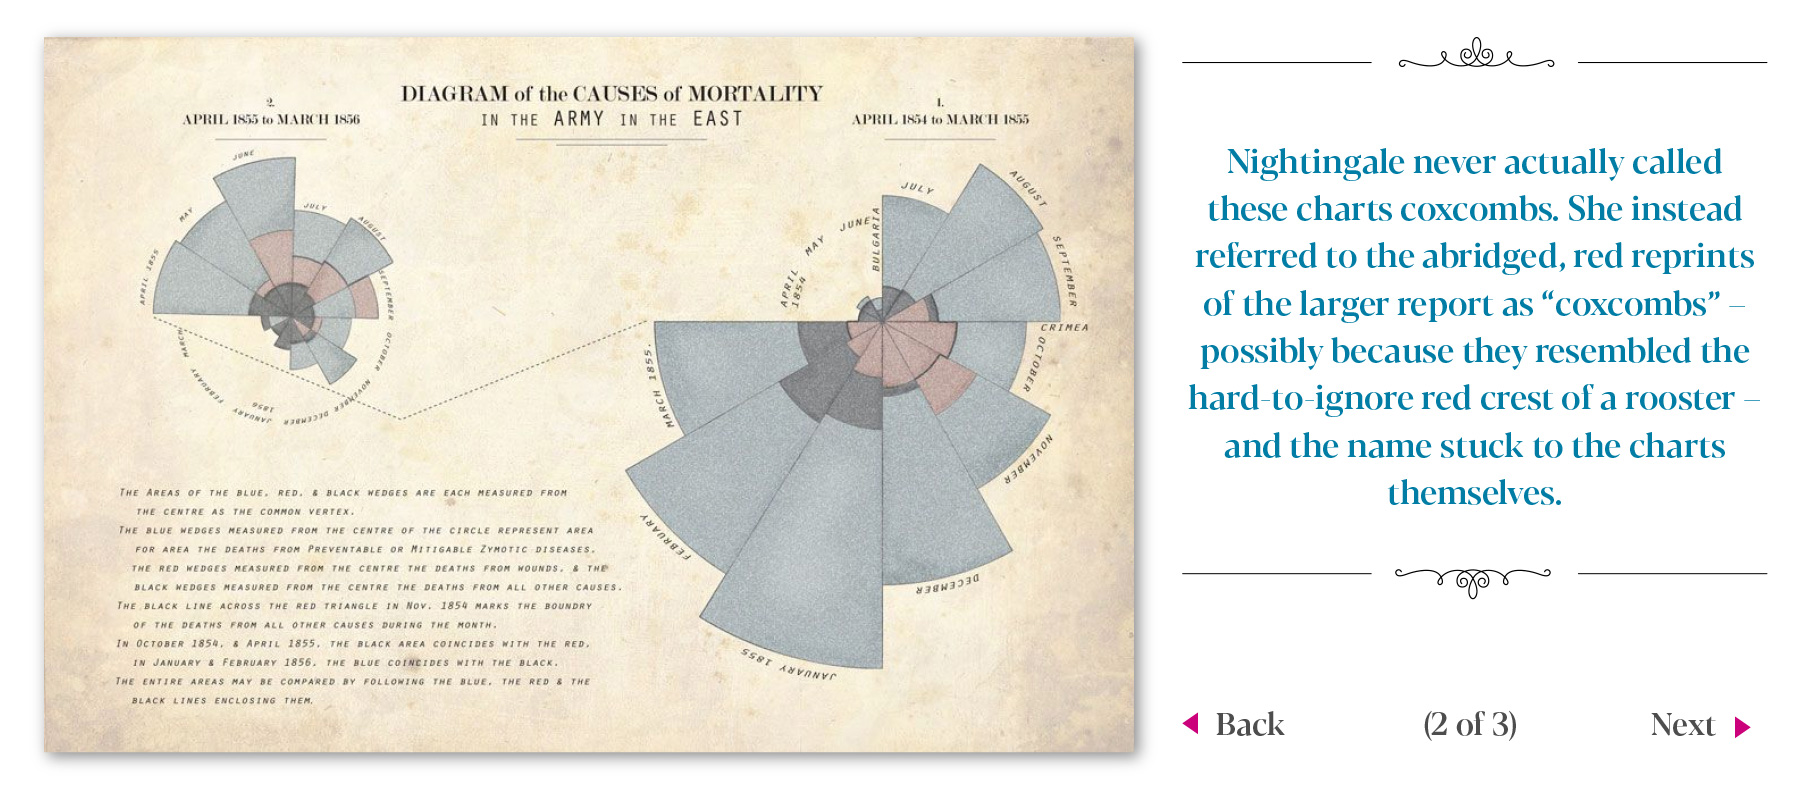 DIAGRAM of the CAUSES of MORTALITY
IN THE ARMY IN THE EAST
2.
APRIL 1855 to MARCH 1856
JUNE
JULY
AUGUST
MAY
SEPTEMBER
APRIL 1855
OCTOBER
MARCH
NOVEMBER
FEBRUARY
DECEMBER
1856
JANUARY
1.
APRIL 1854 to MARCH 1855
JULY
AUGUST
JUNE
BULGARIA
MAY
SEPTEMBER
APRIL
1854
CRIMEA
OCTOBER
MARCH 1855.
NOVEMBER
FEBRUARY
DECEMBER
JANUARY 1855
THE AREAS OF THE BLUE, RED, & BLACK WEDGES ARE EACH MEASURED FROM
THE CENTRE AS THE COMMON VERTEX.
THE BLUE WEDGES MEASURED FROM THE CENTRE OF THE CIRCLE REPRESENT AREA
FOR AREA THE DEATHS FROM PREVENTABLE OR MITIGABLE ZYMOTIC DISEASES,
THE RED WEDGES MEASURED FROM THE CENTRE THE DEATHS FROM WOUNDS, & THE
BLACK WEDGES MEASURED FROM THE CENTRE THE DEATHS FROM ALL OTHER CAUSES.
THE BLACK LINE ACROSS THE RED TRIANGLE IN NOV. 1854 MARKS THE BOUNDRY
OF THE DEATHS FROM ALL OTHER CAUSES DURING THE MONTH.
IN OCTOBER 1854, & APRIL 1855, THE BLACK AREA COINCIDES WITH THE RED,
IN JANUARY & FEBRUARY 1856, THE BLUE COINCIDES WITH THE BLACK.
THE ENTIRE AREAS MAY BE COMPARED BY FOLLOWING THE BLUE, THE RED & THE
BLACK LINES ENCLOSING THEM.
Nightingale never actually called
these charts coxcombs. She instead
referred to the abridged, red reprints
of the larger report as “coxcombs” –
possibly because they resembled the
hard-to-ignore red crest of a rooster –
and the name stuck to the charts
themselves.
Back
(2 of 3)
Next